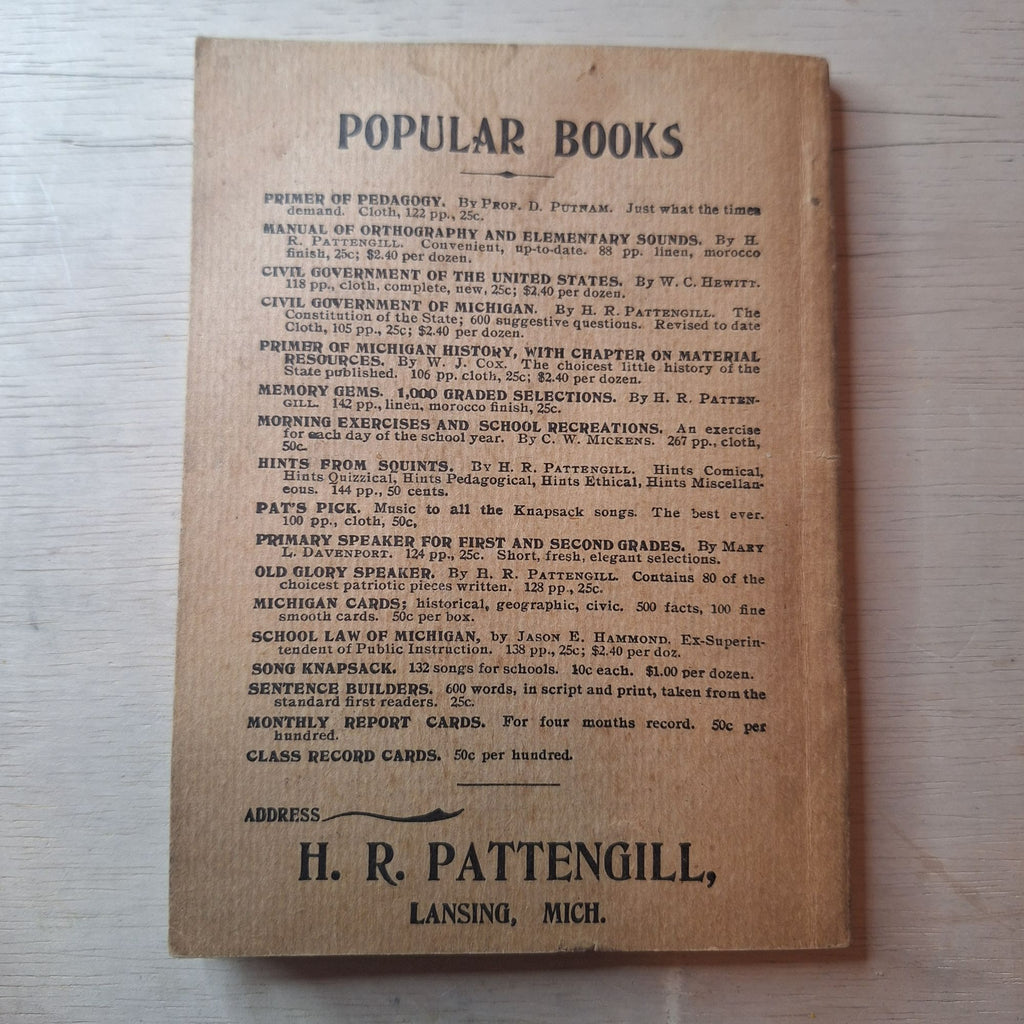 POPULAR BOOKS
PRIMER OF PEDAGOGY. By Prof. D. Putnam. Just what the times
demand. Cloth, 122 pp., 25c.
MANUAL OF ORTHOGRAPHY AND ELEMENTARY SOUNDS. By H.
R. Pattengill. Convenient, up-to-date. 88 pp. linen, morocco
finish, 25c; $2.40 per dozen.
CIVIL GOVERNMENT OF THE UNITED STATES. By W. C. Hewitt.
118 pp., cloth, complete, new, 25c; $2.40 per dozen.
CIVIL GOVERNMENT OF MICHIGAN. By H. R. Pattengill. The
Constitution of the State; 600 suggestive questions. Revised to date
Cloth, 105 pp., 25c; $2.40 per dozen.
PRIMER OF MICHIGAN HISTORY, WITH CHAPTER ON MATERIAL
RESOURCES. By W. J. Cox. The choicest little history of the
State published. 106 pp. cloth, 25c; $2.40 per dozen.
MEMORY GEMS. 1,000 GRADED SELECTIONS. By H. R. Patten-
gill. 142 pp., linen, morocco finish, 25c.
MORNING EXERCISES AND SCHOOL RECREATIONS. An exercise
for each day of the school year. By C. W. Mickens. 267 pp., cloth,
50c.
HINTS FROM SQUINTS. By H. R. Pattengill. Hints Comical,
Hints Quizzical, Hints Pedagogical, Hints Ethical, Hints Miscellan-
eous. 144 pp., 50 cents.
PAT'S PICK. Music to all the Knapsack songs. The best ever.
100 pp., cloth, 50c,
PRIMARY SPEAKER FOR FIRST AND SECOND GRADES. By Mary
L. Davenport. 124 pp., 25c. Short, fresh, elegant selections.
OLD GLORY SPEAKER. By H. R. Pattengill. Contains 80 of the
choicest patriotic pieces written. 128 pp., 25c.
MICHIGAN CARDS; historical, geographic, civic. 500 facts, 100 fine
smooth cards. 50c per box.
SCHOOL LAW OF MICHIGAN, by Jason E. Hammond, Ex-Superin-
tendent of Public Instruction. 138 pp., 25c; $2.40 per doz.
SONG KNAPSACK. 132 songs for schools. 10c each. $1.00 per dozen.
SENTENCE BUILDERS. 600 words, in script and print, taken from the
standard first readers. 25c.
MONTHLY REPORT CARDS. For four months record. 50c per
hundred.
CLASS RECORD CARDS. 50c per hundred.
ADDRESS
H. R. PATTENGILL,
LANSING, MICH.